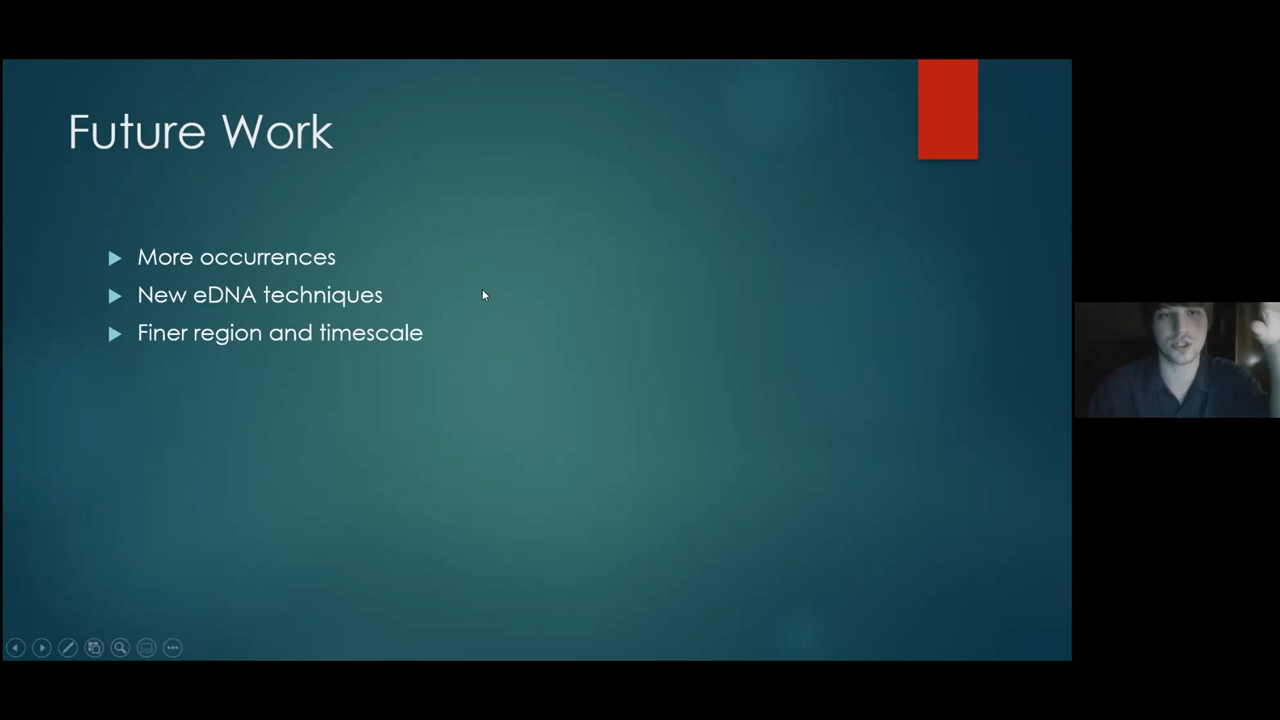 Future Work
More occurrences
New eDNA techniques
Finer region and timescale